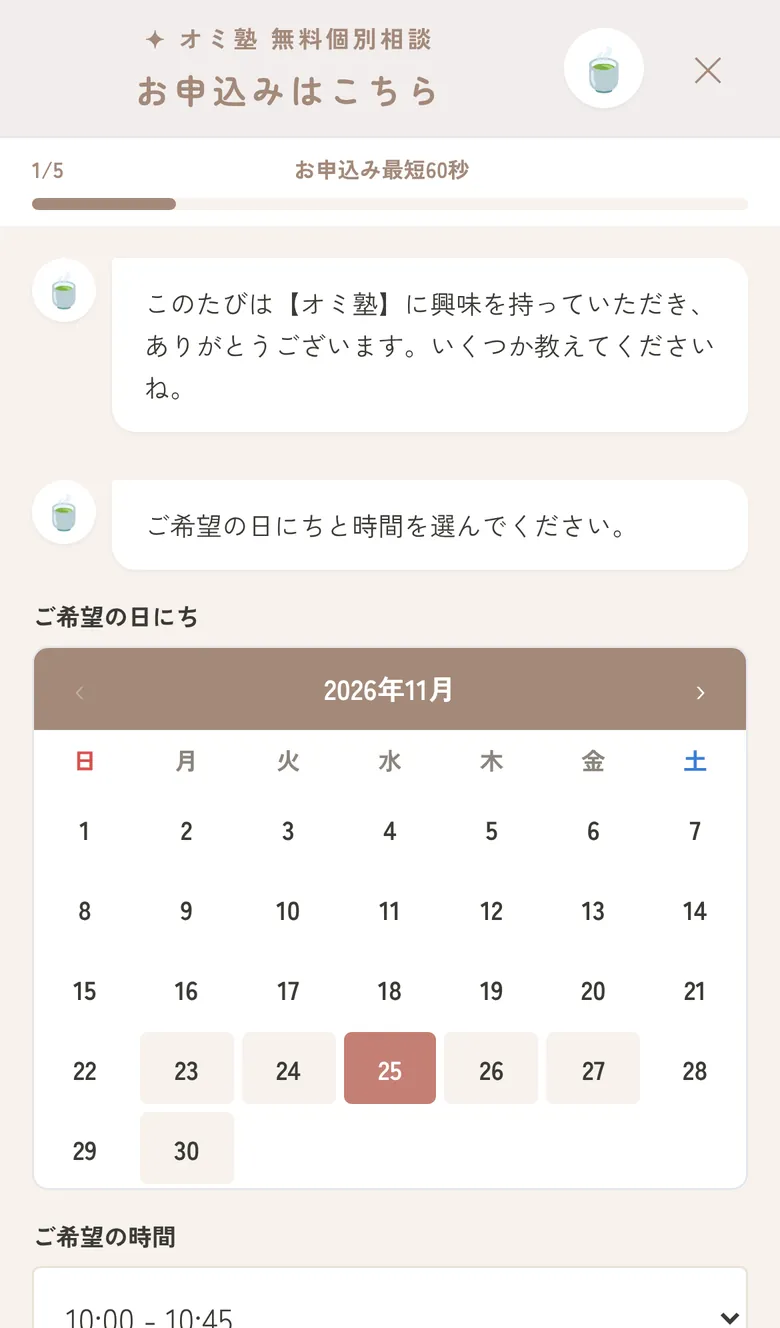 ✦ オミ塾 無料個別相談
お申込みはこちら
1/5
お申込み最短60秒
このたびは【オミ塾】に興味を持っていただき、
ありがとうございます。いくつか教えてください
ね。
ご希望の日にちと時間を選んでください。
ご希望の日にち
‹ 2026年11月 ›
日 月 火 水 木 金 土
1 2 3 4 5 6 7
8 9 10 11 12 13 14
15 16 17 18 19 20 21
22 23 24 25 26 27 28
29 30
ご希望の時間
10:00 - 10:45